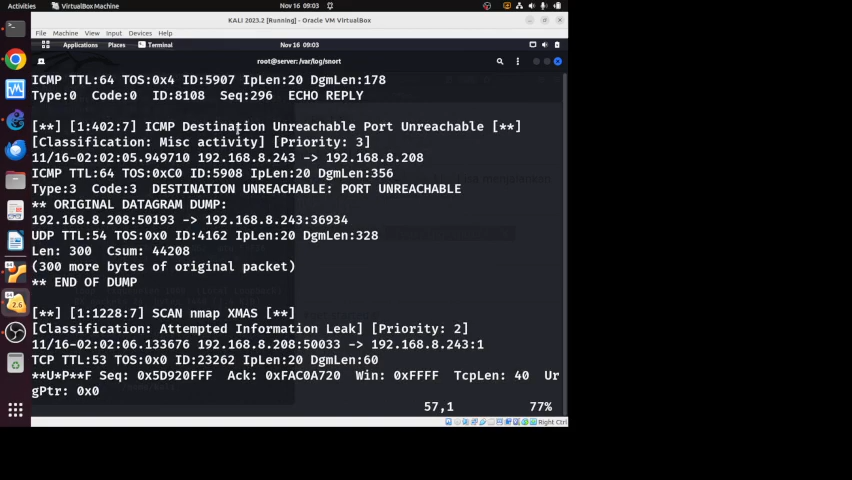 Activities VirtualBox Machine Nov 16 09:03
KALI 2023.2 [Running] - Oracle VM VirtualBox
File Machine View Input Devices Help
Applications Places Terminal Nov 16 09:03
root@server: /var/log/snort
ICMP TTL:64 TOS:0x4 ID:5907 IpLen:20 DgmLen:178
Type:0 Code:0 ID:8108 Seq:296 ECHO REPLY
[**] [1:402:7] ICMP Destination Unreachable Port Unreachable [**]
[Classification: Misc activity] [Priority: 3]
11/16-02:02:05.949710 192.168.8.243 -> 192.168.8.208
ICMP TTL:64 TOS:0xC0 ID:5908 IpLen:20 DgmLen:356
Type:3 Code:3 DESTINATION UNREACHABLE: PORT UNREACHABLE
** ORIGINAL DATAGRAM DUMP:
192.168.8.208:50193 -> 192.168.8.243:36934
UDP TTL:54 TOS:0x0 ID:4162 IpLen:20 DgmLen:328
Len: 300 Csum: 44208
(300 more bytes of original packet)
** END OF DUMP
[**] [1:1228:7] SCAN nmap XMAS [**]
[Classification: Attempted Information Leak] [Priority: 2]
11/16-02:02:06.133676 192.168.8.208:50033 -> 192.168.8.243:1
TCP TTL:53 TOS:0x0 ID:23262 IpLen:20 DgmLen:60
**U*P**F Seq: 0x5D920FFF Ack: 0xFAC0A720 Win: 0xFFFF TcpLen: 40 Ur
gPtr: 0x0
57,1 77%
Right Ctrl